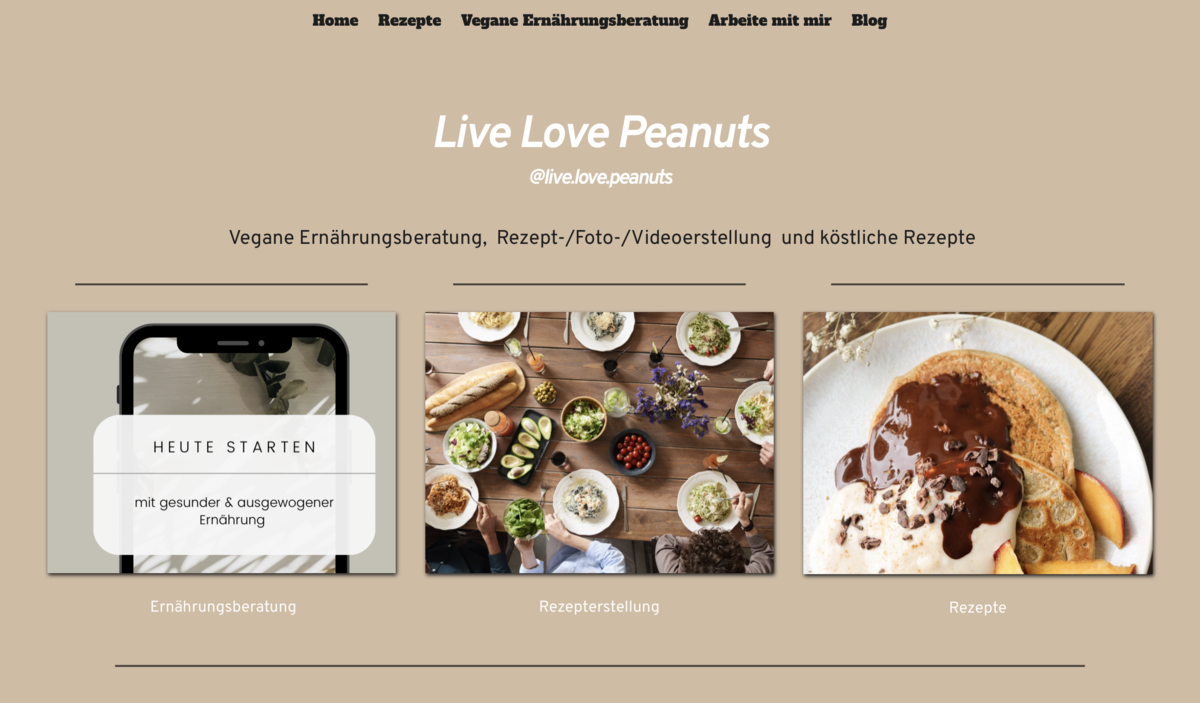 Home Rezepte Vegane Ernährungsberatung Arbeite mit mir Blog
Live Love Peanuts
@live.love.peanuts
Vegane Ernährungsberatung, Rezept-/Foto-/Videoerstellung und köstliche Rezepte
HEUTE STARTEN
mit gesunder & ausgewogener
Ernährung
Ernährungsberatung
Rezepterstellung
Rezepte